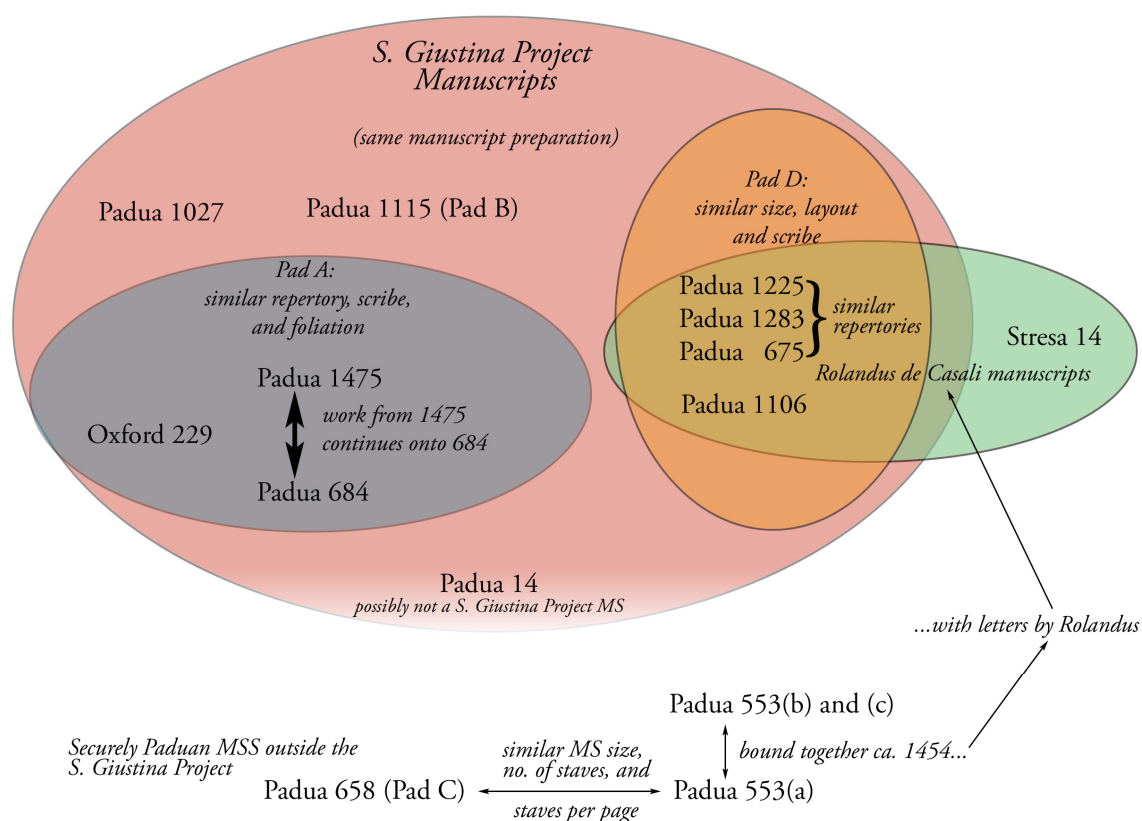 S. Giustina Project
Manuscripts
(same manuscript preparation)
Padua 1027
Padua 1115 (Pad B)
Pad D:
similar size, layout
and scribe
Pad A:
similar repertory, scribe,
and foliation
Padua 1225
Padua 1283
Padua 675
similar
repertories
Stresa 14
Rolandus de Casali manuscripts
Padua 1106
Padua 1475
work from 1475
continues onto 684
Oxford 229
Padua 684
Padua 14
possibly not a S. Giustina Project MS
...with letters by Rolandus
Padua 553(b) and (c)
bound together ca. 1454...
Securely Paduan MSS outside the
S. Giustina Project
similar MS size,
no. of staves, and
staves per page
Padua 658 (Pad C)
Padua 553(a)